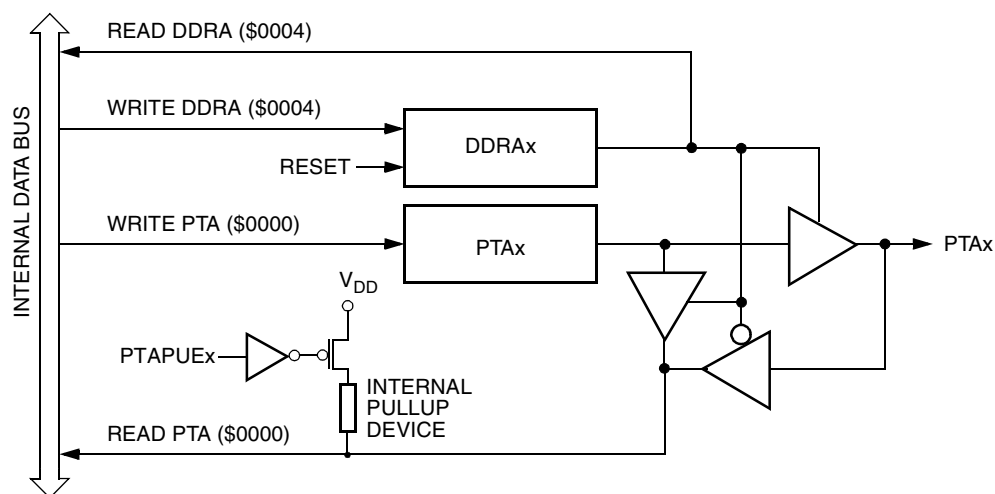 READ DDRA ($0004)
WRITE DDRA ($0004)
DDRAx
RESET
WRITE PTA ($0000)
PTAx
PTAx
INTERNAL DATA BUS
VDD
PTAPUEx
INTERNAL
PULLUP
DEVICE
READ PTA ($0000)